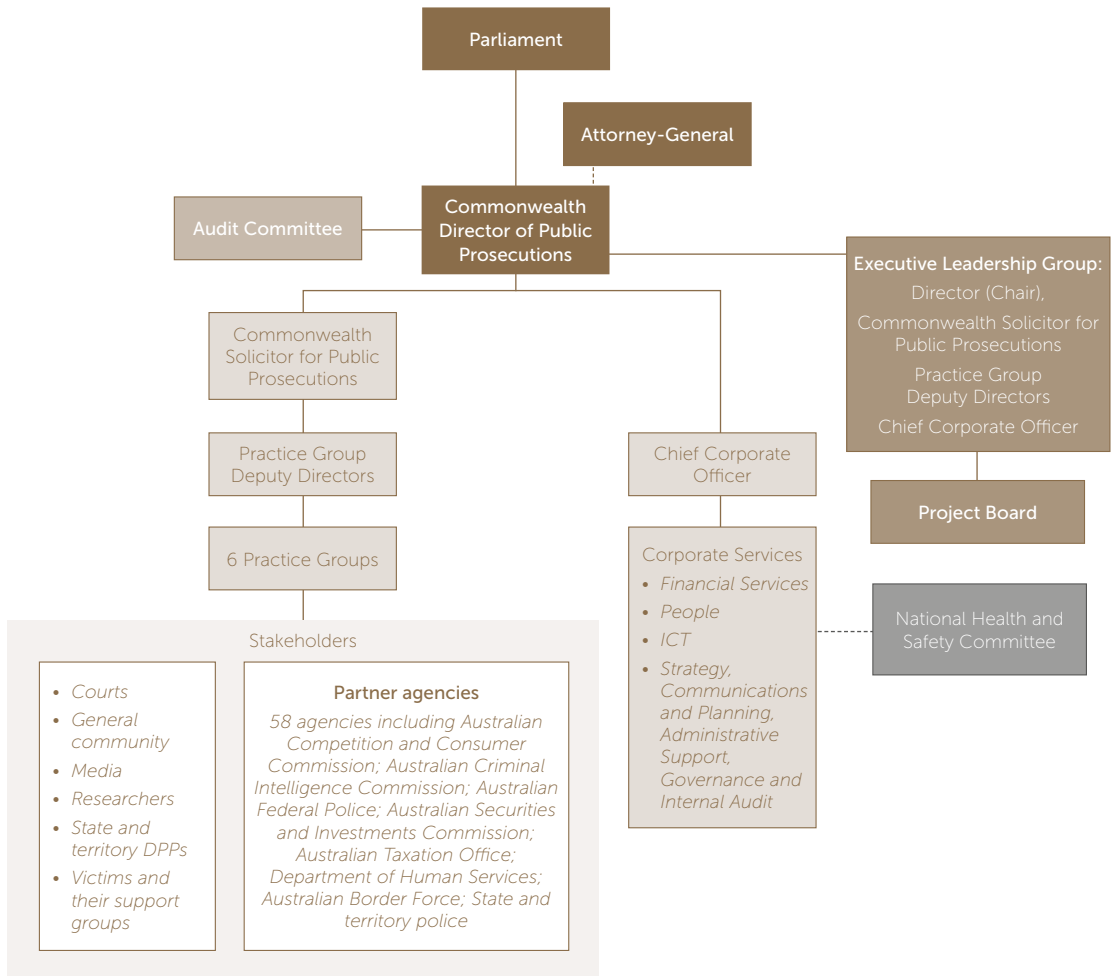 Parliament
Attorney-General
Commonwealth
Director of Public
Prosecutions
Audit Committee
Executive Leadership Group:
Director (Chair),
Commonwealth Solicitor for
Public Prosecutions
Practice Group
Deputy Directors
Chief Corporate Officer
Project Board
Commonwealth
Solicitor for Public
Prosecutions
Practice Group
Deputy Directors
6 Practice Groups
Chief Corporate
Officer
Corporate Services
• Financial Services
• People
• ICT
• Strategy,
Communications
and Planning,
Administrative
Support,
Governance and
Internal Audit
National Health and
Safety Committee
Stakeholders
• Courts
• General
community
• Media
• Researchers
• State and
territory DPPs
• Victims and
their support
groups
Partner agencies
58 agencies including Australian
Competition and Consumer
Commission; Australian Criminal
Intelligence Commission; Australian
Federal Police; Australian Securities
and Investments Commission;
Australian Taxation Office;
Department of Human Services;
Australian Border Force; State and
territory police